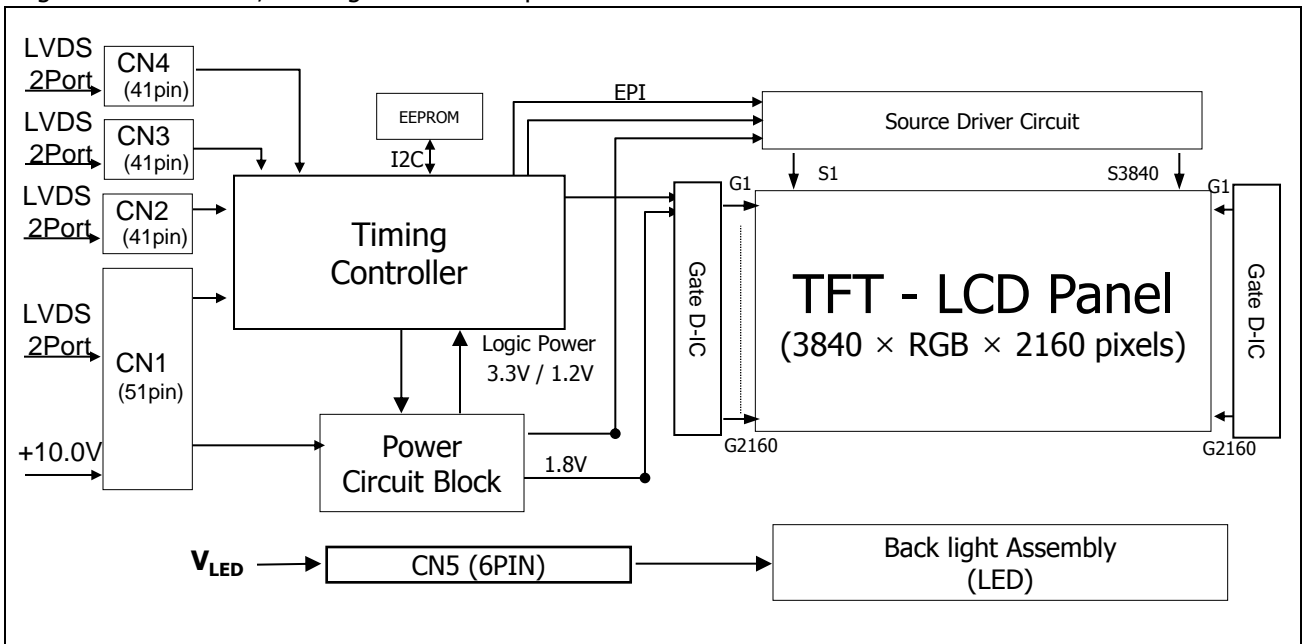 LVDS
2Port
CN4
(41pin)
LVDS
2Port
CN3
(41pin)
LVDS
2Port
CN2
(41pin)
LVDS
2Port
CN1
(51pin)
+10.0V
EEPROM
I2C
EPI
Source Driver Circuit
S1
S3840
G1
G1
Timing
Controller
Gate D-IC
TFT - LCD Panel
(3840 × RGB × 2160 pixels)
Gate D-IC
Logic Power
3.3V / 1.2V
G2160
G2160
Power
Circuit Block
1.8V
VLED
CN5 (6PIN)
Back light Assembly
(LED)